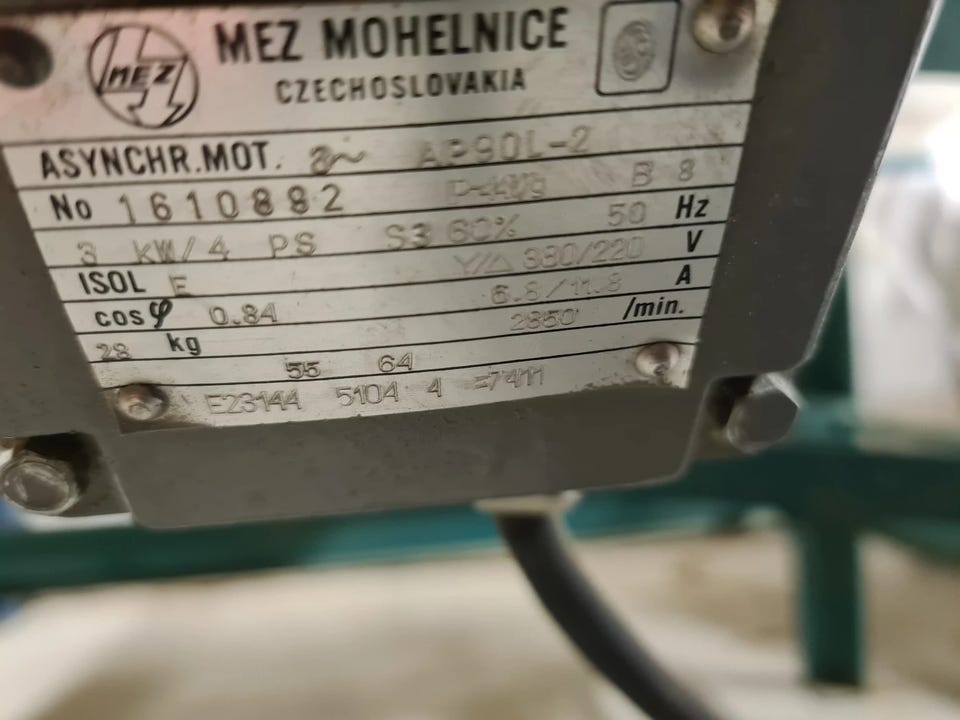 MEZ
MEZ MOHELNICE
CZECHOSLOVAKIA
ASYNCHR.MOT. 3~ AP90L-2
No 1610892 B 8
3 kW/4 PS S3 60% 50 Hz
ISOL E Y/△ 380/220 V
cosφ 0.84 6.8/11.8 A
28 kg 2850 /min.
55 64
E23144 5104 4 =7411